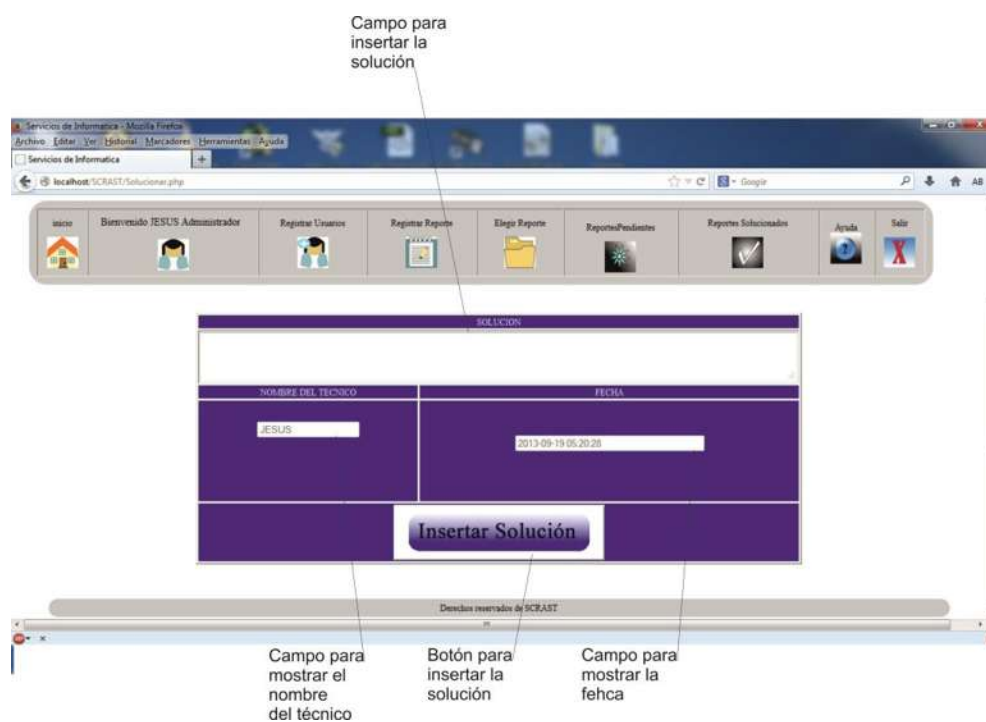 Campo para
insertar la
solución
Servicios de Informatica - Mozilla Firefox
Archivo Editar Ver Historial Marcadores Herramientas Ayuda
Servicios de Informatica
localhost/SCRAST/Solucionar.php
Google
AB
inicio
Bienvenido JESUS Administrador
Registrar Usuarios
Registrar Reporte
Elegir Reporte
ReportesPendientes
Reportes Solucionados
Ayuda
Salir
SOLUCION
NOMBRE DEL TECNICO
FECHA
JESUS
2013-09-19 05:20:28
Insertar Solución
Derechos reservados de SCRAST
Campo para
mostrar el
nombre
del técnico
Botón para
insertar la
solución
Campo para
mostrar la
fehca